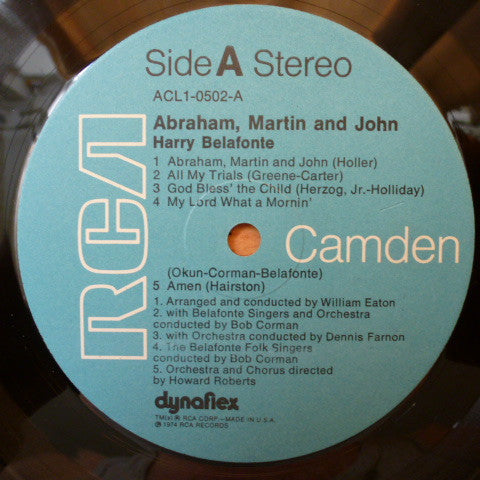 Side A Stereo
ACL1-0502-A
Abraham, Martin and John
Harry Belafonte
1 Abraham, Martin and John (Holler)
2 All My Trials (Greene-Carter)
3 God Bless' the Child (Herzog, Jr.-Holliday)
4 My Lord What a Mornin'
RCA
Camden
(Okun-Corman-Belafonte)
5 Amen (Hairston)
1. Arranged and conducted by William Eaton
2. with Belafonte Singers and Orchestra
conducted by Bob Corman
3. with Orchestra conducted by Dennis Farnon
4. The Belafonte Folk Singers
conducted by Bob Corman
5. Orchestra and Chorus directed
by Howard Roberts
dynaflex
TM(s) ® RCA CORP.—MADE IN U.S.A.
℗ 1974 RCA RECORDS